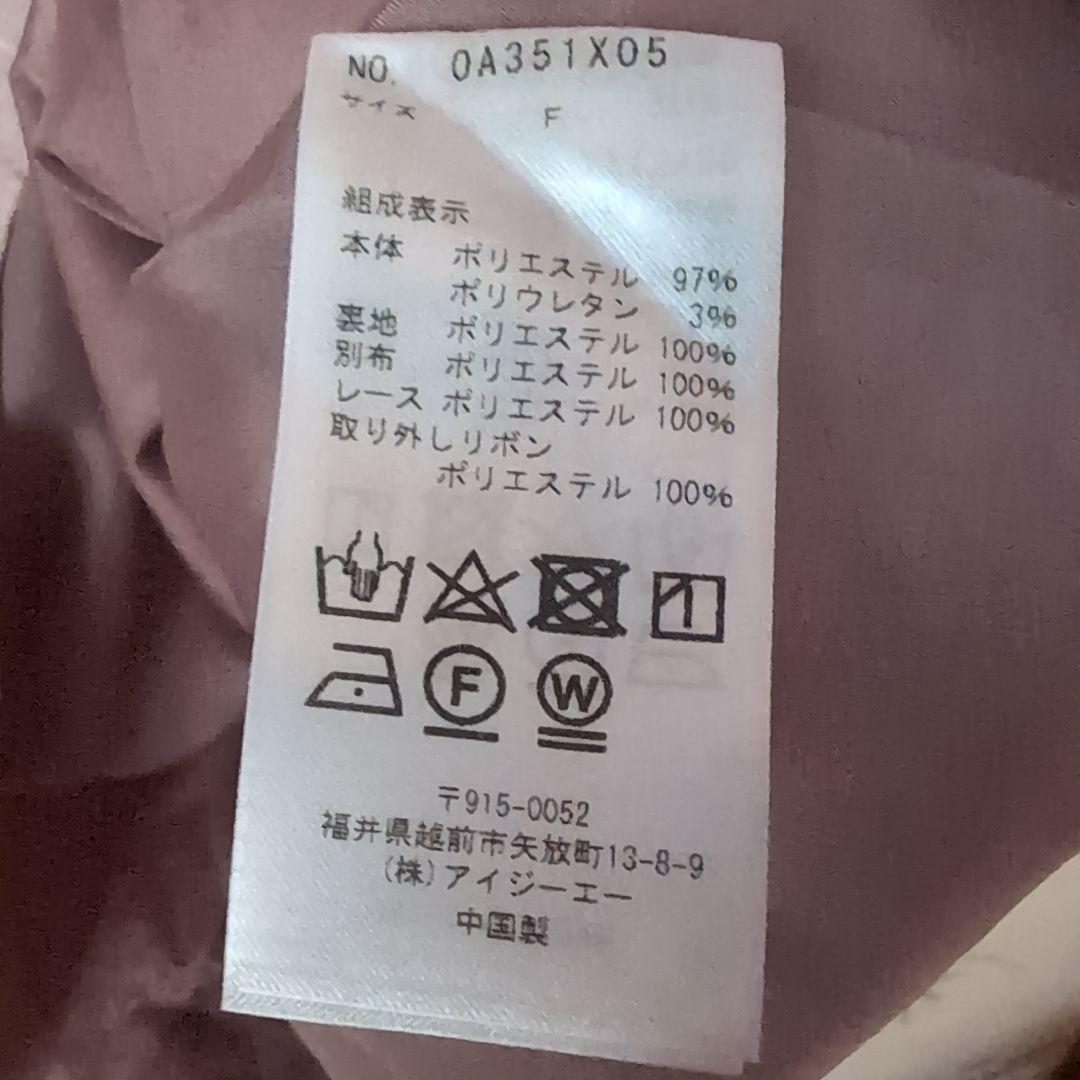 NO. 0A351X05
サイズ F
組成表示
本体 ポリエステル 97%
ポリウレタン 3%
裏地 ポリエステル 100%
別布 ポリエステル 100%
レース ポリエステル 100%
取り外しリボン
ポリエステル 100%
F W
〒915-0052
福井県越前市矢放町13-8-9
(株)アイジーエー
中国製